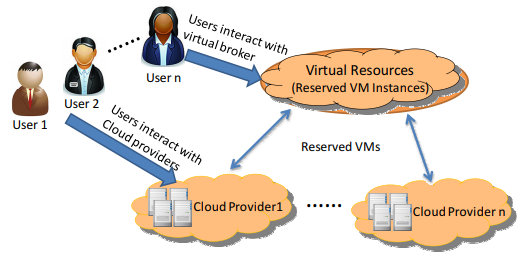 Users interact with
virtual broker
User n
User 2
User 1
Virtual Resources
(Reserved VM Instances)
Users interact with
Cloud providers
Reserved VMs
Cloud Provider1
......
Cloud Provider n